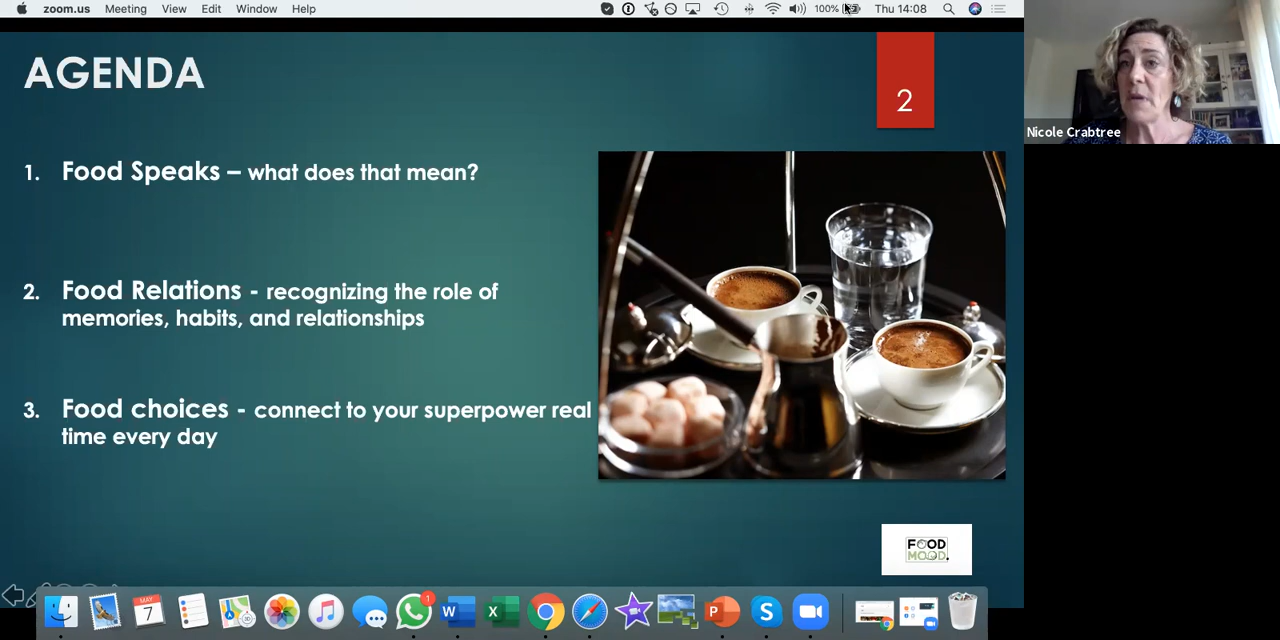 zoom.us Meeting View Edit Window Help 100% Thu 14:08
AGENDA
2
1. Food Speaks – what does that mean?
2. Food Relations - recognizing the role of
memories, habits, and relationships
3. Food choices - connect to your superpower real
time every day
Nicole Crabtree
FOOD
MOOD.
MAY
7
1
W
X
P
S